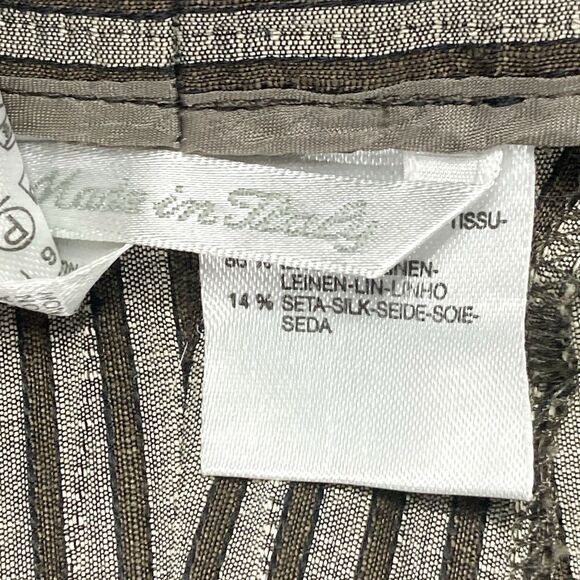 Made in Italy
TISSU-
LEINEN-LIN-LINHO
14 % SETA-SILK-SEIDE-SOIE-
SEDA
P